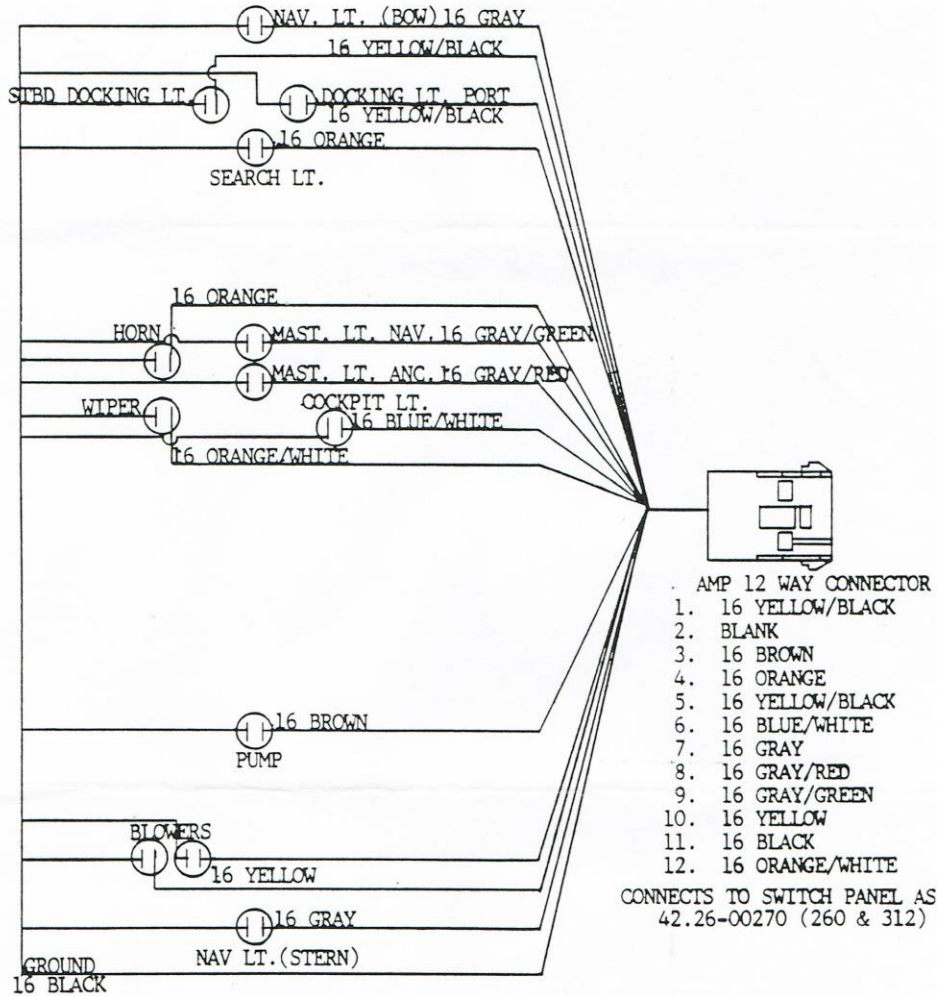 NAV. LT. (BOW) 16 GRAY
16 YELLOW/BLACK
STBD DOCKING LT.
DOCKING LT. PORT
16 YELLOW/BLACK
16 ORANGE
SEARCH LT.
16 ORANGE
HORN
MAST. LT. NAV. 16 GRAY/GREEN
MAST. LT. ANC. 16 GRAY/RED
WIPER
COCKPIT LT.
16 BLUE/WHITE
16 ORANGE/WHITE
AMP 12 WAY CONNECTOR
1. 16 YELLOW/BLACK
2. BLANK
3. 16 BROWN
4. 16 ORANGE
5. 16 YELLOW/BLACK
6. 16 BLUE/WHITE
7. 16 GRAY
8. 16 GRAY/RED
9. 16 GRAY/GREEN
10. 16 YELLOW
11. 16 BLACK
12. 16 ORANGE/WHITE
CONNECTS TO SWITCH PANEL AS
42.26-00270 (260 & 312)
16 BROWN
PUMP
BLOWERS
16 YELLOW
16 GRAY
NAV LT. (STERN)
GROUND
16 BLACK